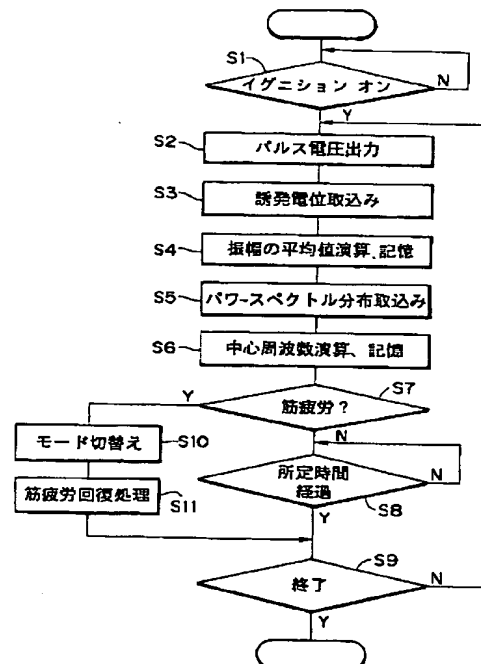 S1
イグニション オン
N
Y
S2
パルス電圧出力
S3
誘発電位取込み
S4
振幅の平均値演算、記憶
S5
パワースペクトル分布取込み
S6
中心周波数演算、記憶
S7
Y
筋疲労?
N
モード切替え
S10
所定時間
経過
N
筋疲労回復処理
S11
S8
Y
S9
終了
N
Y